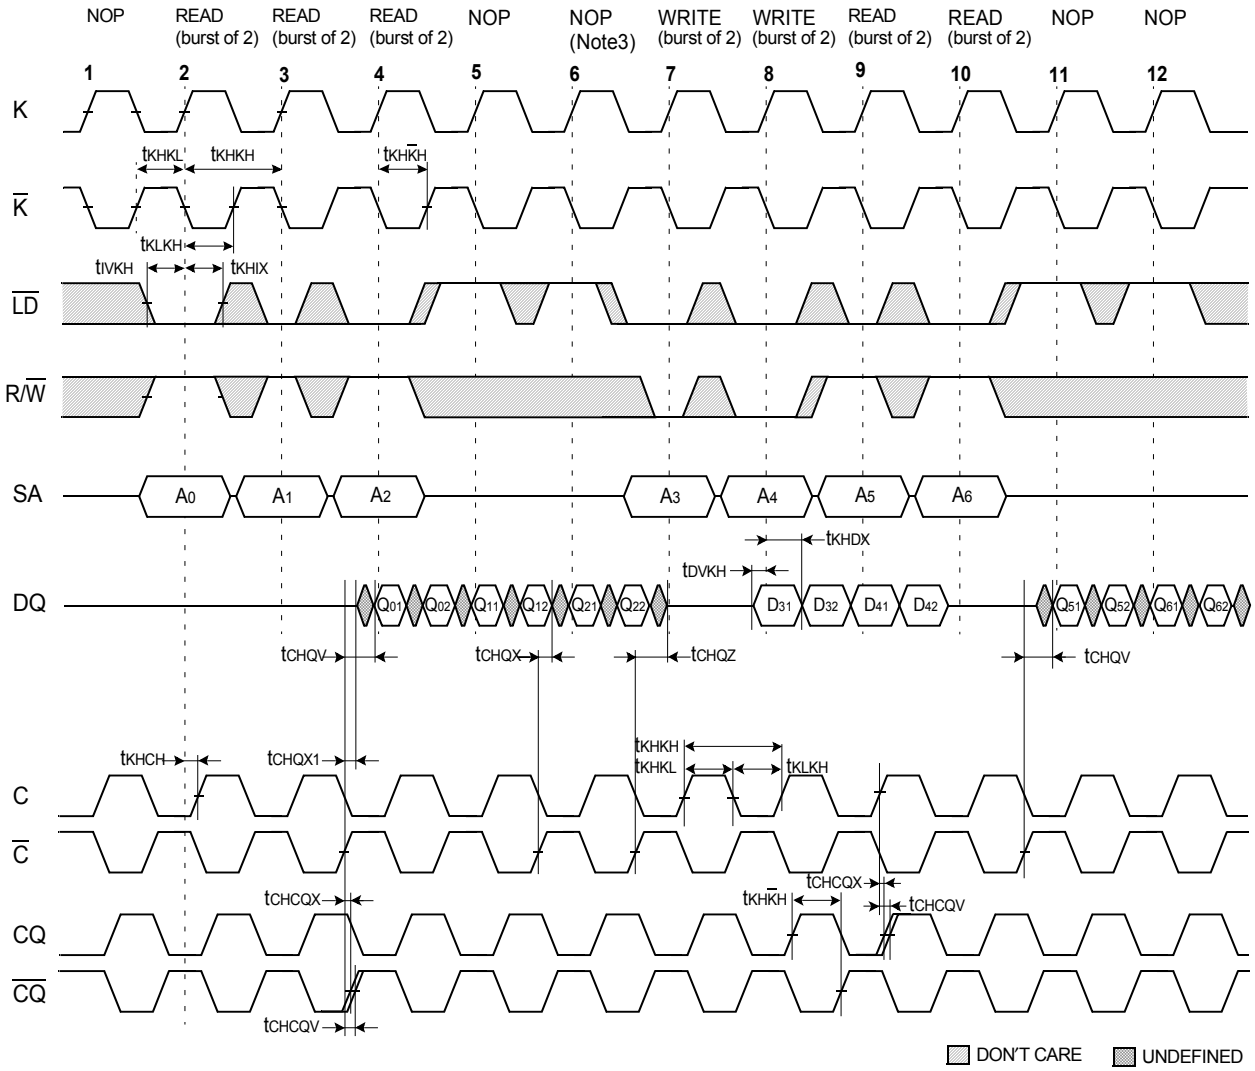 NOP READ READ READ NOP NOP WRITE WRITE READ READ NOP NOP
(burst of 2) (burst of 2) (burst of 2) (Note3) (burst of 2) (burst of 2) (burst of 2) (burst of 2)
1 2 3 4 5 6 7 8 9 10 11 12
K
tKHKL tKHKH tKHK̅H
K̅
tKLKH
tIVKH tKHIX
L̅D̅
R/W̅
SA A0 A1 A2 A3 A4 A5 A6
tKHDX
tDVKH
DQ Q01 Q02 Q11 Q12 Q21 Q22 D31 D32 D41 D42 Q51 Q52 Q61 Q62
tCHQV tCHQX tCHQZ tCHQV
tKHKH
tKHCH tCHQX1 tKHKL tKLKH
C
C̅
tCHCQX tKHK̅H tCHCQX
tCHCQV
CQ
C̅Q̅
tCHCQV
DON'T CARE UNDEFINED